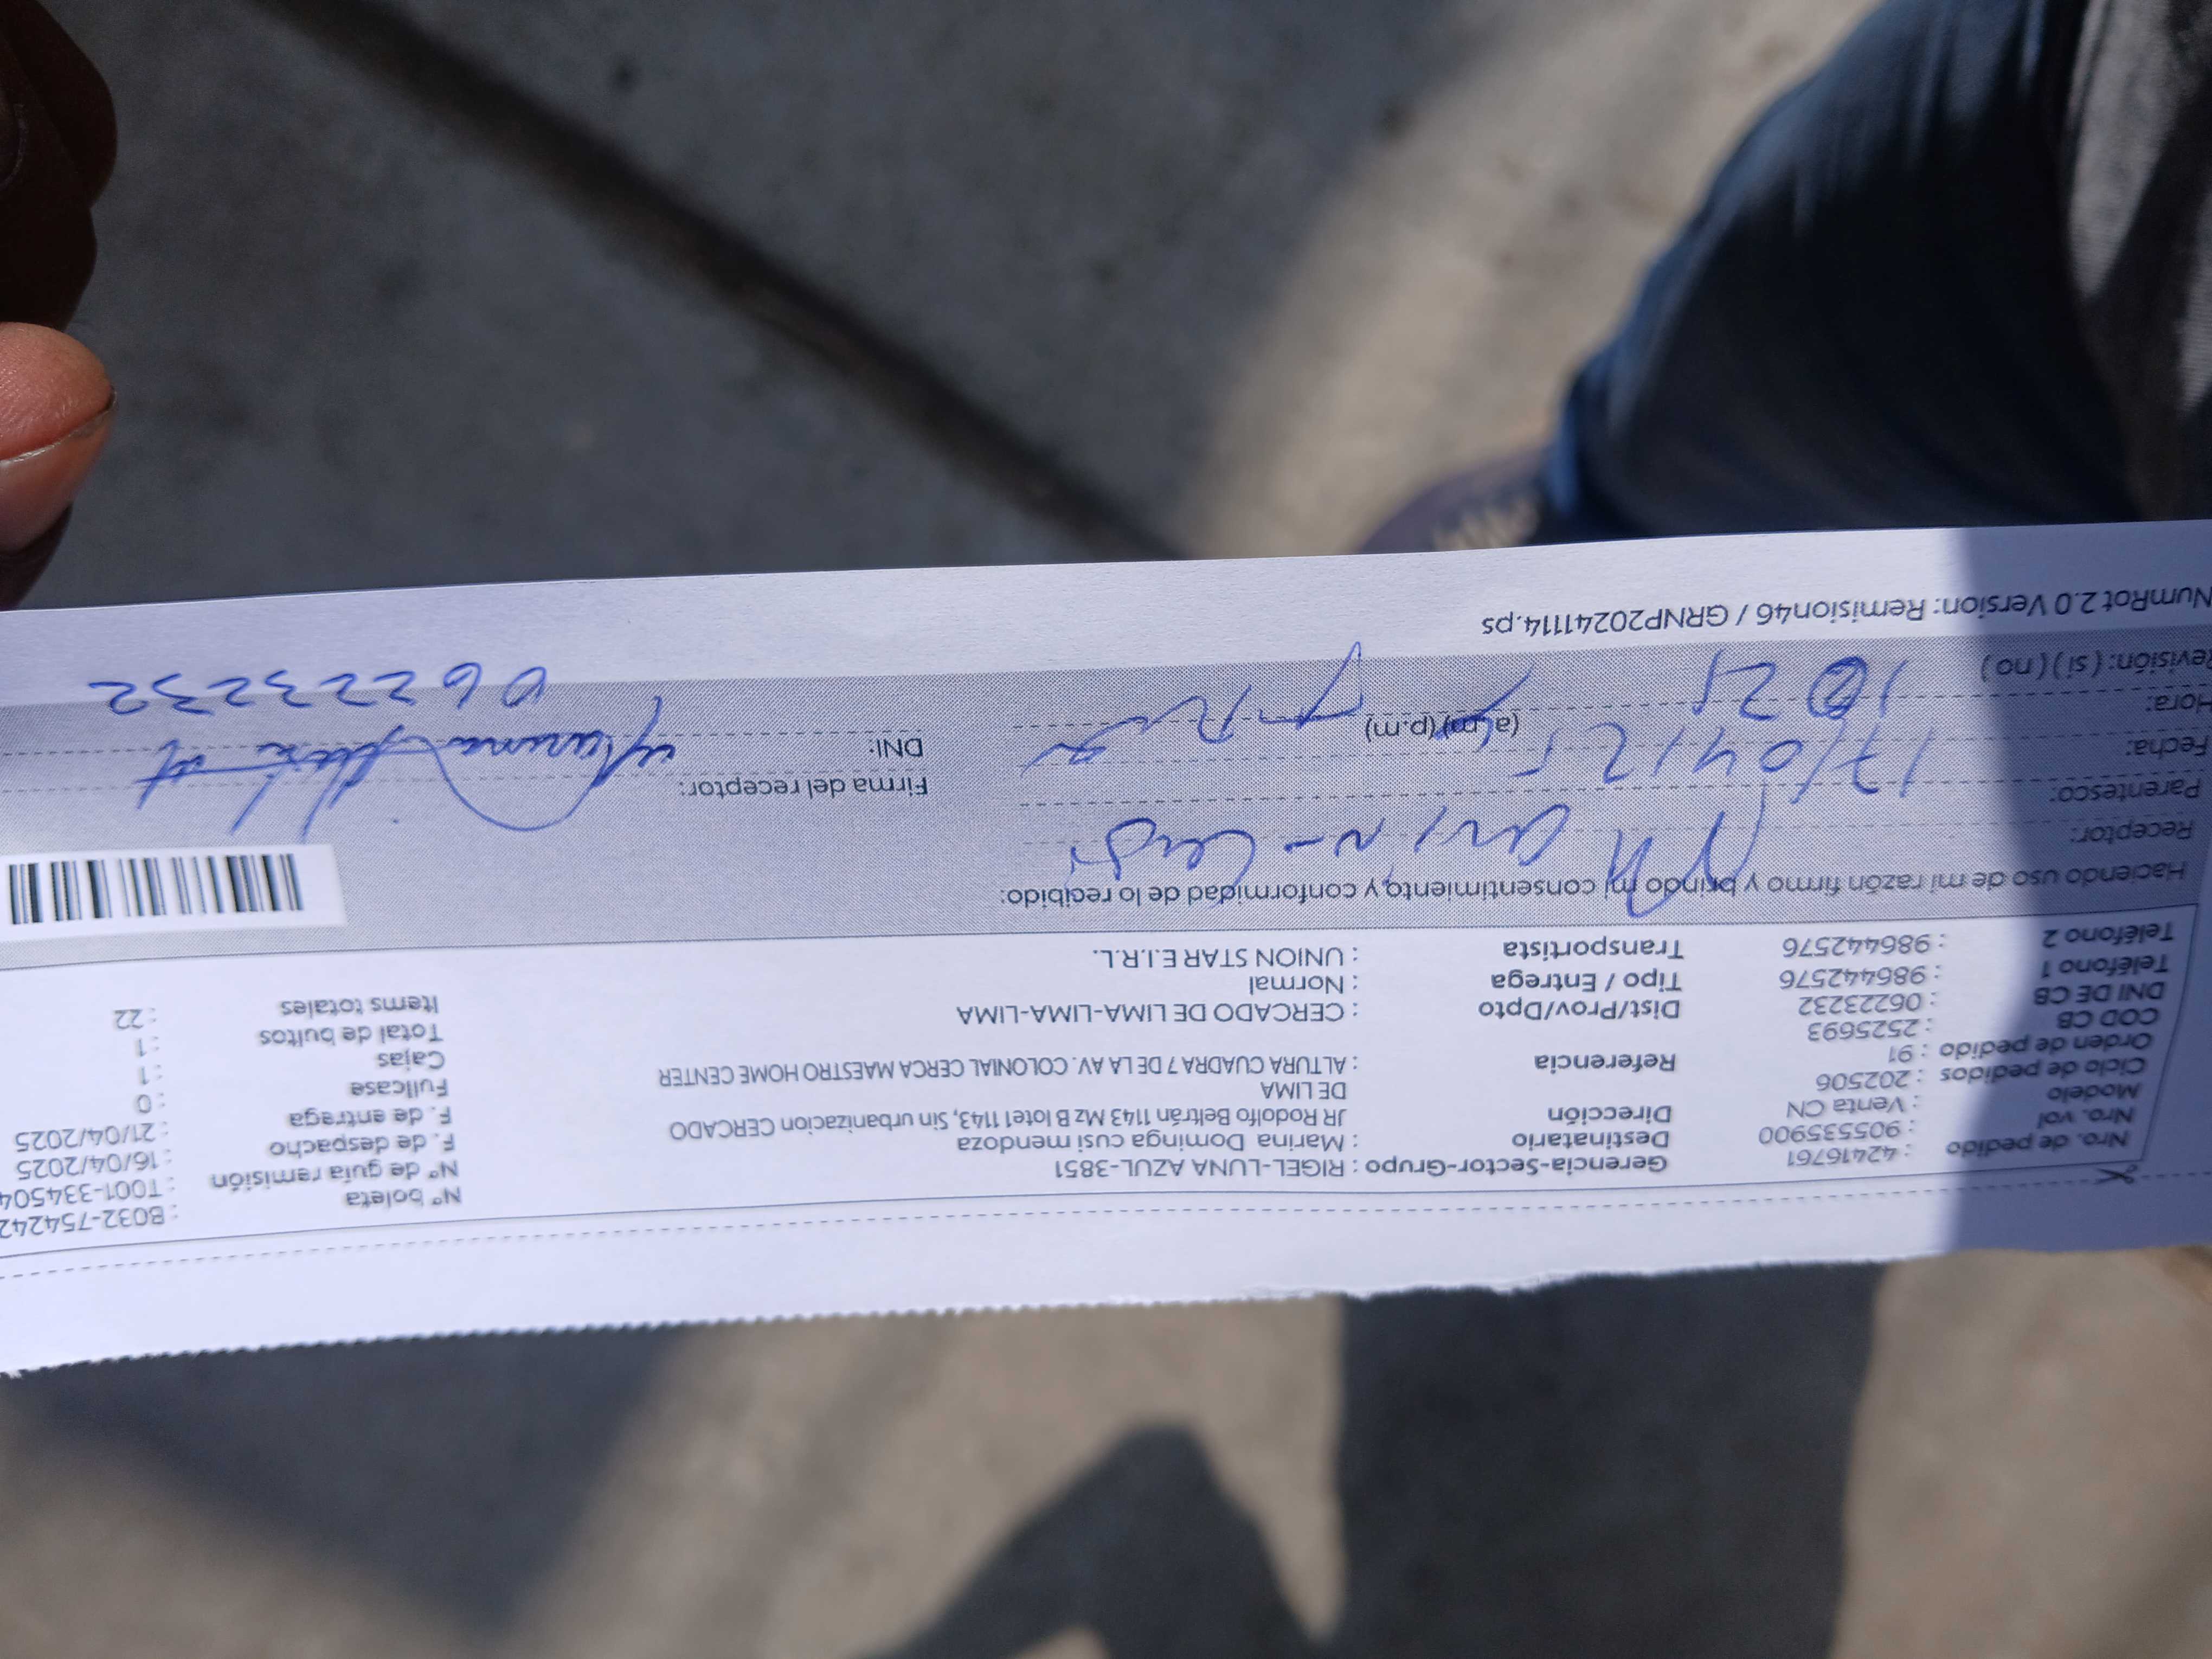 Nro. de pedido : 42416761
Nro. vol : 905535900
Modelo : Venta CN
Ciclo de pedidos : 202506
Orden de pedido : 91
COD CB : 2525693
DNI DE CB : 06223232
Teléfono 1 : 986442576
Teléfono 2 : 986442576
Gerencia-Sector-Grupo : RIGEL-LUNA AZUL-3851
Destinatario : Marina Dominga cusi mendoza
Dirección JR Rodolfo Beltrán 1143 Mz B lote1 1143, Sin urbanizacion CERCADO
DE LIMA
Referencia : ALTURA CUADRA 7 DE LA AV. COLONIAL CERCA MAESTRO HOME CENTER
Dist/Prov/Dpto : CERCADO DE LIMA-LIMA-LIMA
Tipo / Entrega : Normal
Transportista : UNION STAR E.I.R.L.
Nº boleta : B032-754242
Nº de guia remisión : T001-334504
F. de despacho : 16/04/2025
F. de entrega : 21/04/2025
Fullcase : 0
Cajas : 1
Total de bultos : 1
Items totales : 22
Haciendo uso de mi razón firmo y brindo mi consentimiento, y conformidad de lo recibido:
Receptor: Marin
Parentesco:
Fecha: 17/04/25
Hora: (a.m) (p.m)
Revisión: (si) (no)
Firma del receptor:
DNI: 06223232
NumRot 2.0 Version: Remision46 / GRNP20241114.ps